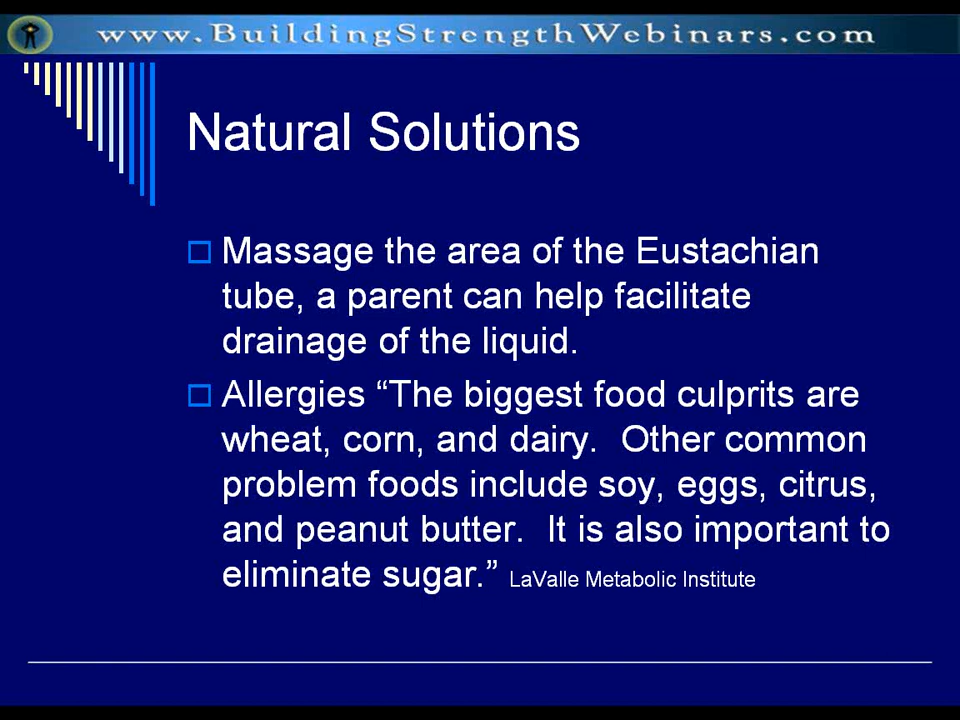 www.BuildingStrengthWebinars.com
Natural Solutions
Massage the area of the Eustachian
tube, a parent can help facilitate
drainage of the liquid.
Allergies “The biggest food culprits are
wheat, corn, and dairy.  Other common
problem foods include soy, eggs, citrus,
and peanut butter.  It is also important to
eliminate sugar.” LaValle Metabolic Institute